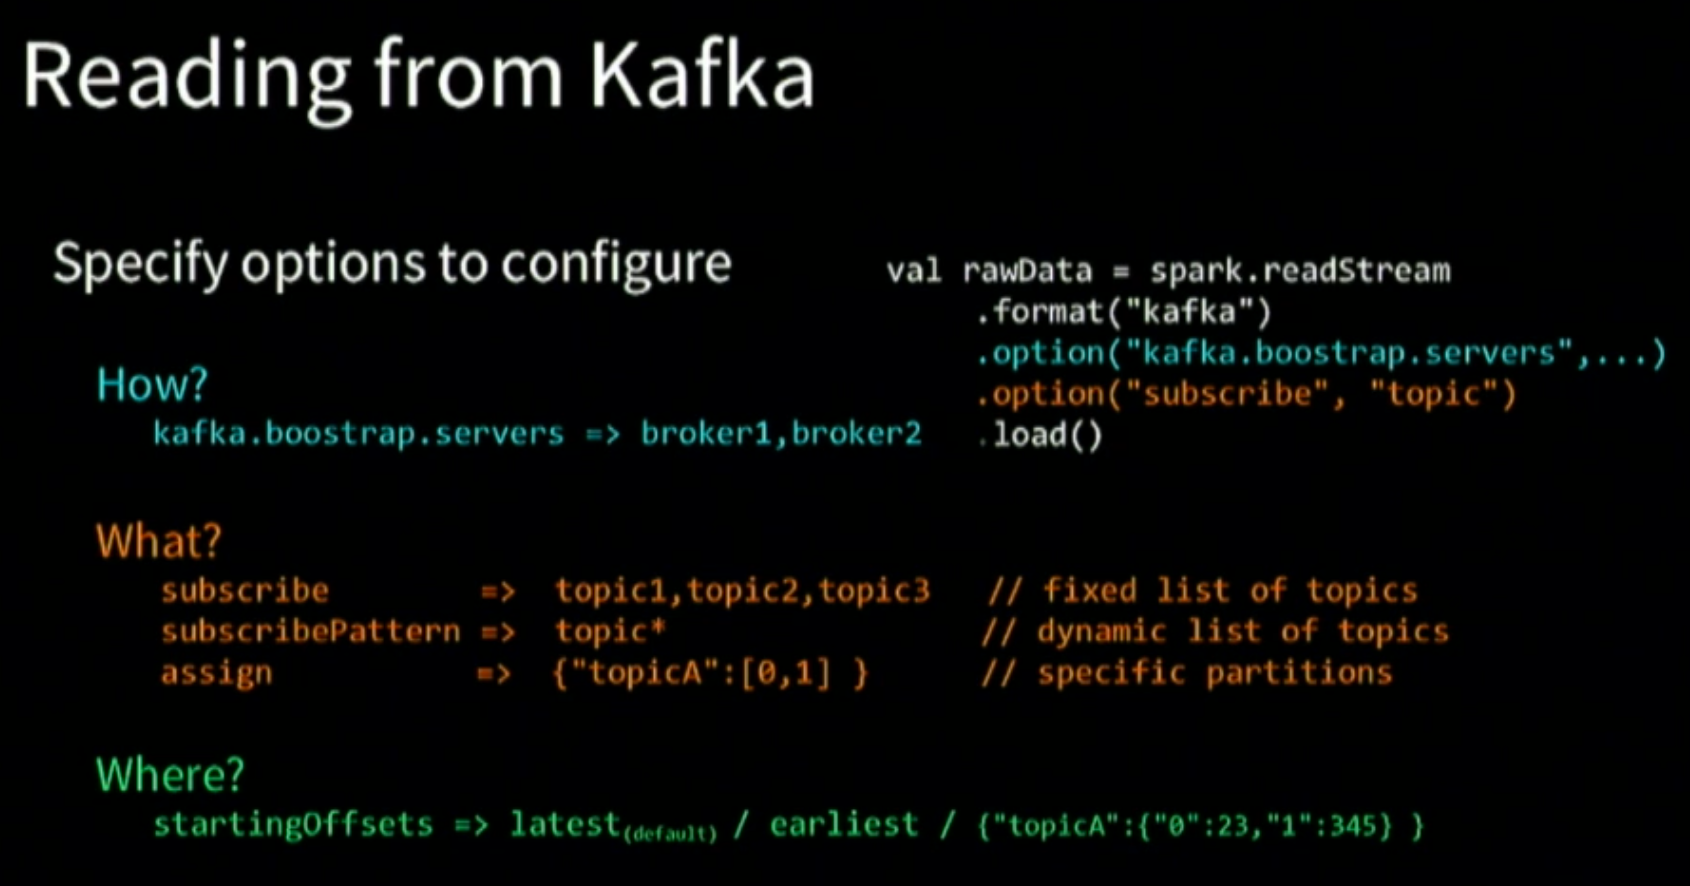 Reading from Kafka
Specify options to configure
How?
kafka.boostrap.servers => broker1,broker2
What?
subscribe => topic1,topic2,topic3 // fixed list of topics
subscribePattern => topic* // dynamic list of topics
assign => {"topicA":[0,1] } // specific partitions
Where?
startingOffsets => latest(default) / earliest / {"topicA":{"0":23,"1":345} }
val rawData = spark.readStream
.format("kafka")
.option("kafka.boostrap.servers",...)
.option("subscribe", "topic")
.load()